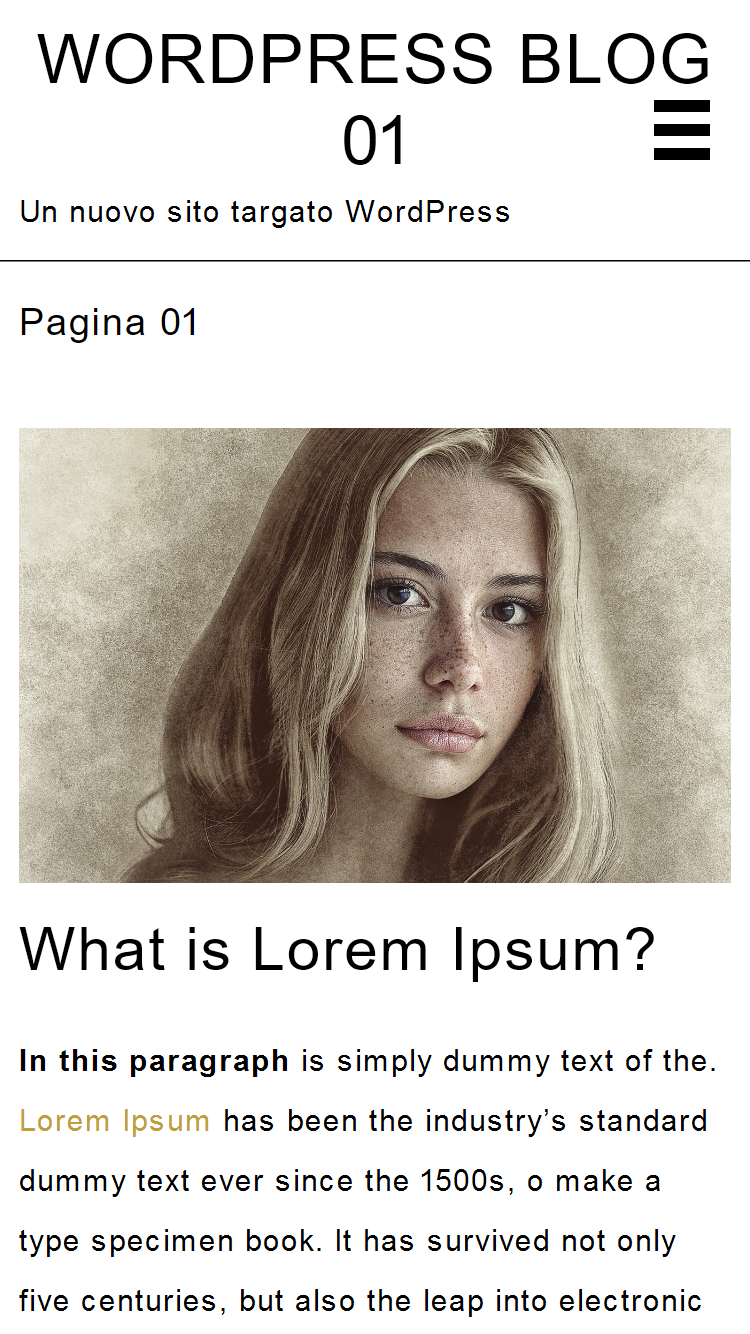 WORDPRESS BLOG
01
Un nuovo sito targato WordPress
Pagina 01
What is Lorem Ipsum?
In this paragraph is simply dummy text of the.
Lorem Ipsum has been the industry’s standard
dummy text ever since the 1500s, o make a
type specimen book. It has survived not only
five centuries, but also the leap into electronic